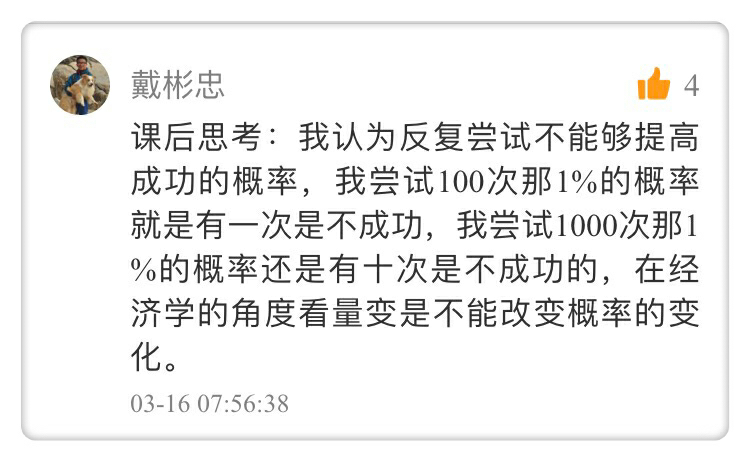 戴彬忠
4
课后思考：我认为反复尝试不能够提高
成功的概率，我尝试100次那1%的概率
就是有一次是不成功，我尝试1000次那1
%的概率还是有十次是不成功的，在经
济学的角度看量变是不能改变概率的变
化。
03-16 07:56:38